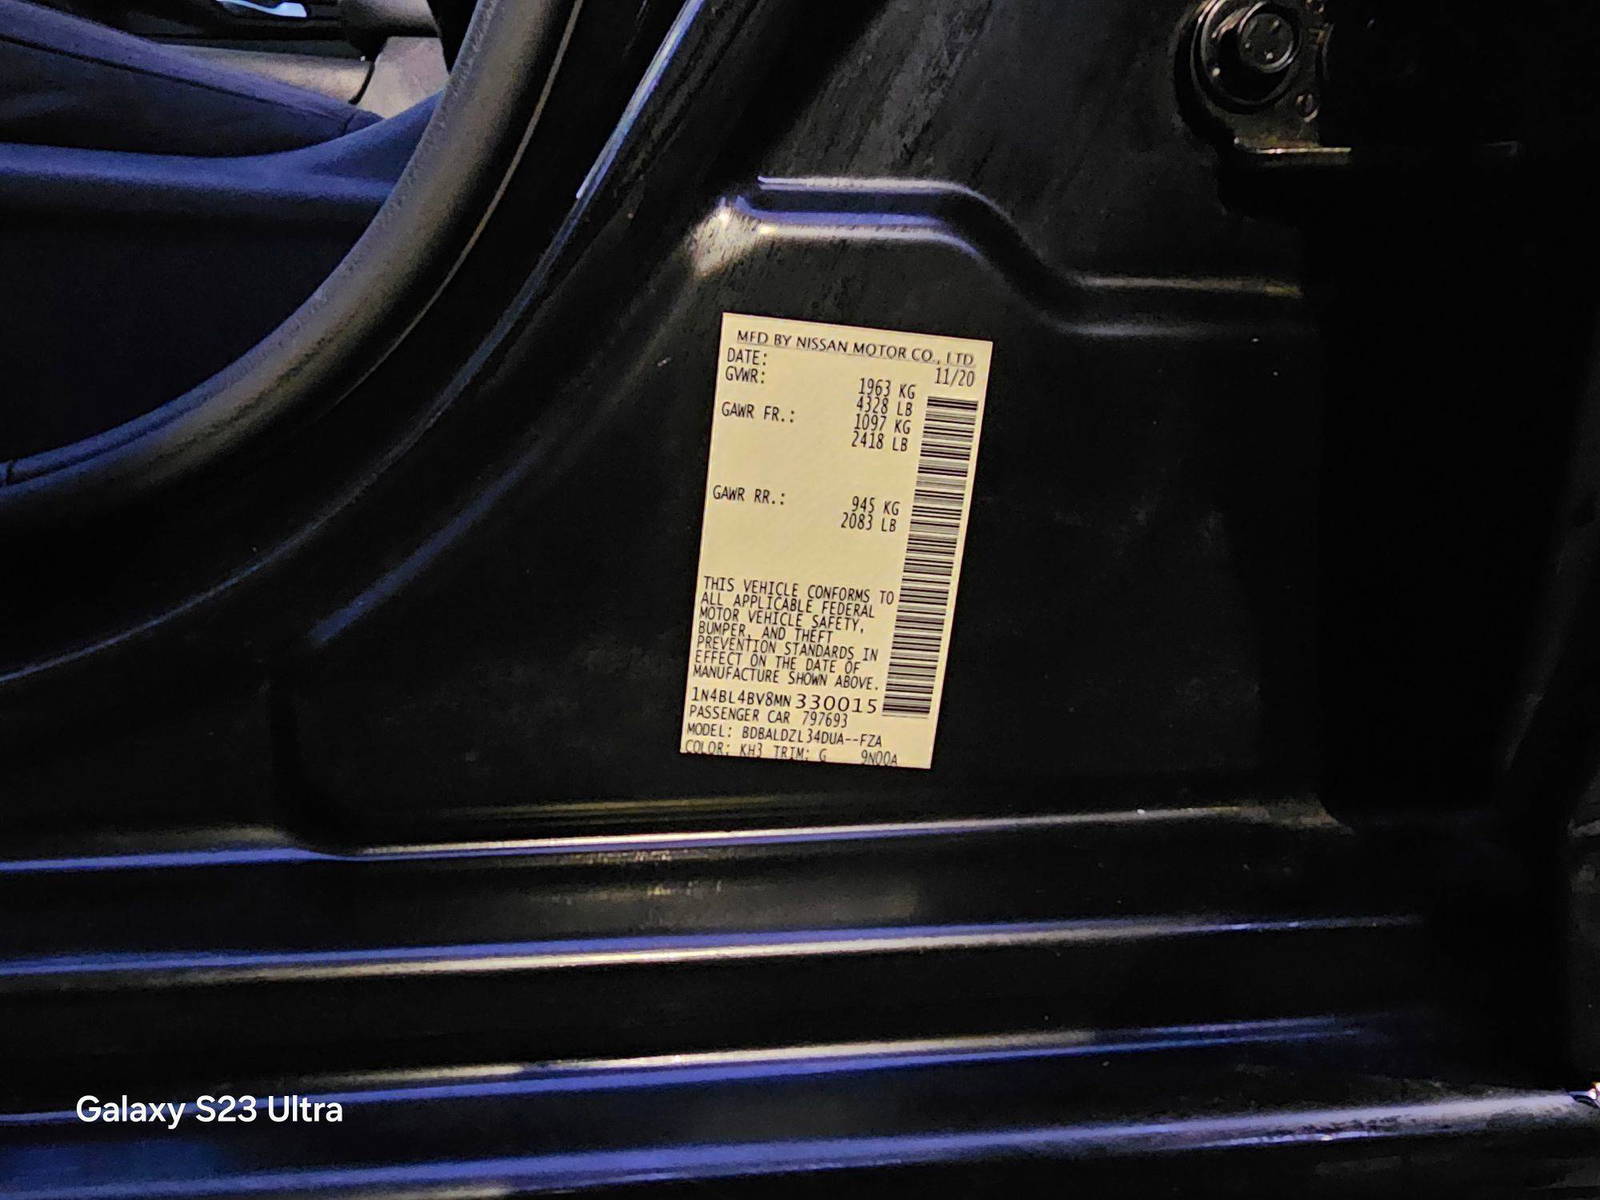 MFD BY NISSAN MOTOR CO., LTD
DATE: 11/20
GVWR: 1963 KG
4328 LB
GAWR FR.: 1097 KG
2418 LB
GAWR RR.: 945 KG
2083 LB
THIS VEHICLE CONFORMS TO
ALL APPLICABLE FEDERAL
MOTOR VEHICLE SAFETY,
BUMPER, AND THEFT
PREVENTION STANDARDS IN
EFFECT ON THE DATE OF
MANUFACTURE SHOWN ABOVE.
1N4BL4BV8MN330015
PASSENGER CAR 797693
MODEL: BDBALDZL34DUA--FZA
COLOR: KH3 TRIM: G 9N00A
Galaxy S23 Ultra